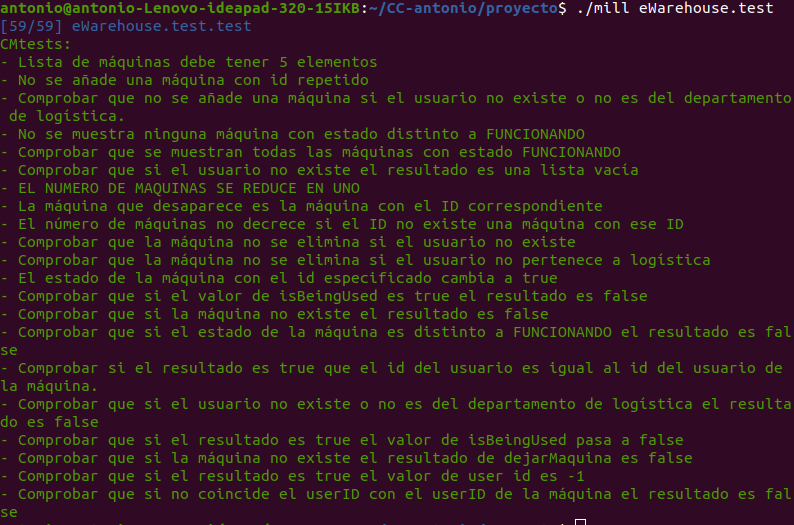 antonio@antonio-Lenovo-ideapad-320-15IKB:~/CC-antonio/proyecto$ ./mill eWarehouse.test
[59/59] eWarehouse.test.test
CMtests:
- Lista de máquinas debe tener 5 elementos
- No se añade una máquina con id repetido
- Comprobar que no se añade una máquina si el usuario no existe o no es del departamento
 de logística.
- No se muestra ninguna máquina con estado distinto a FUNCIONANDO
- Comprobar que se muestran todas las máquinas con estado FUNCIONANDO
- Comprobar que si el usuario no existe el resultado es una lista vacía
- EL NUMERO DE MAQUINAS SE REDUCE EN UNO
- La máquina que desaparece es la máquina con el ID correspondiente
- El número de máquinas no decrece si el ID no existe una máquina con ese ID
- Comprobar que la máquina no se elimina si el usuario no existe
- Comprobar que la máquina no se elimina si el usuario no pertenece a logística
- El estado de la máquina con el id especificado cambia a true
- Comprobar que si el valor de isBeingUsed es true el resultado es false
- Comprobar que si la máquina no existe el resultado es false
- Comprobar que si el estado de la máquina es distinto a FUNCIONANDO el resultado es fal
se
- Comprobar si el resultado es true que el id del usuario es igual al id del usuario de
la máquina.
- Comprobar que si el usuario no existe o no es del departamento de logística el resulta
do es false
- Comprobar que si el resultado es true el valor de isBeingUsed pasa a false
- Comprobar que si la máquina no existe el resultado de dejarMaquina es false
- Comprobar que si el resultado es true el valor de user id es -1
- Comprobar que si no coincide el userID con el userID de la máquina el resultado es fal
se